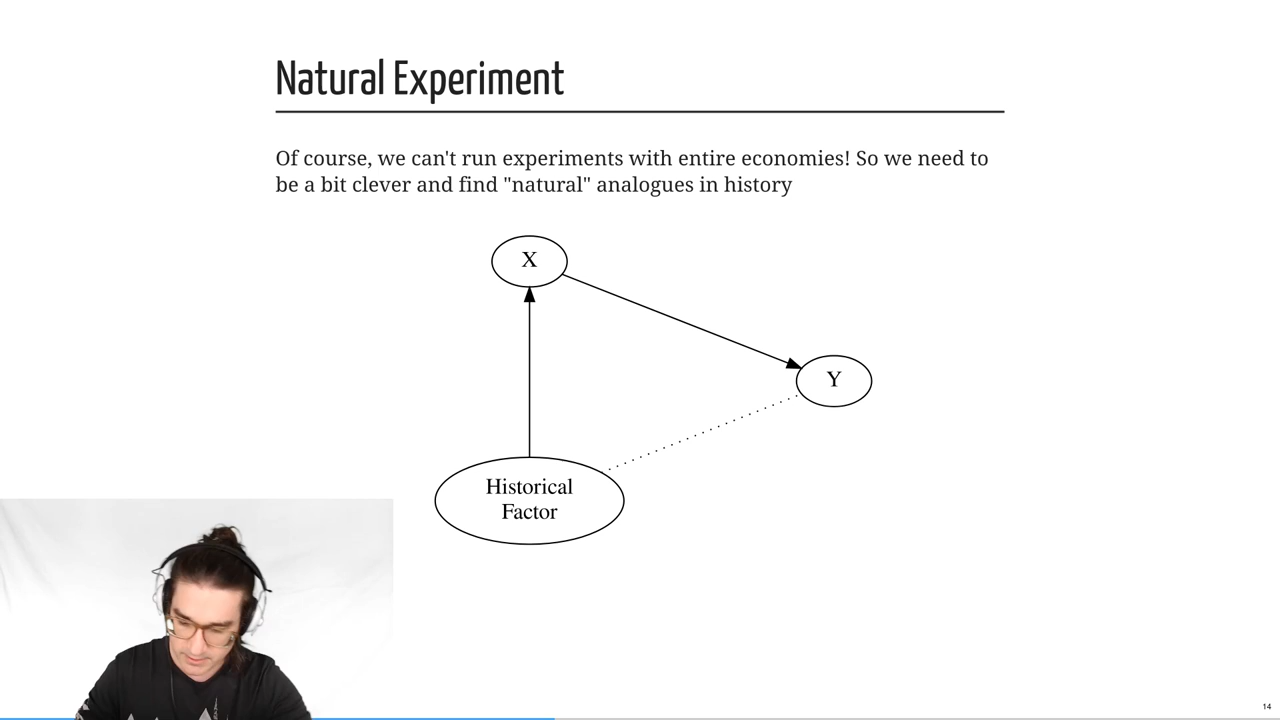 Natural Experiment
Of course, we can't run experiments with entire economies! So we need to
be a bit clever and find "natural" analogues in history
X
Y
Historical
Factor
14